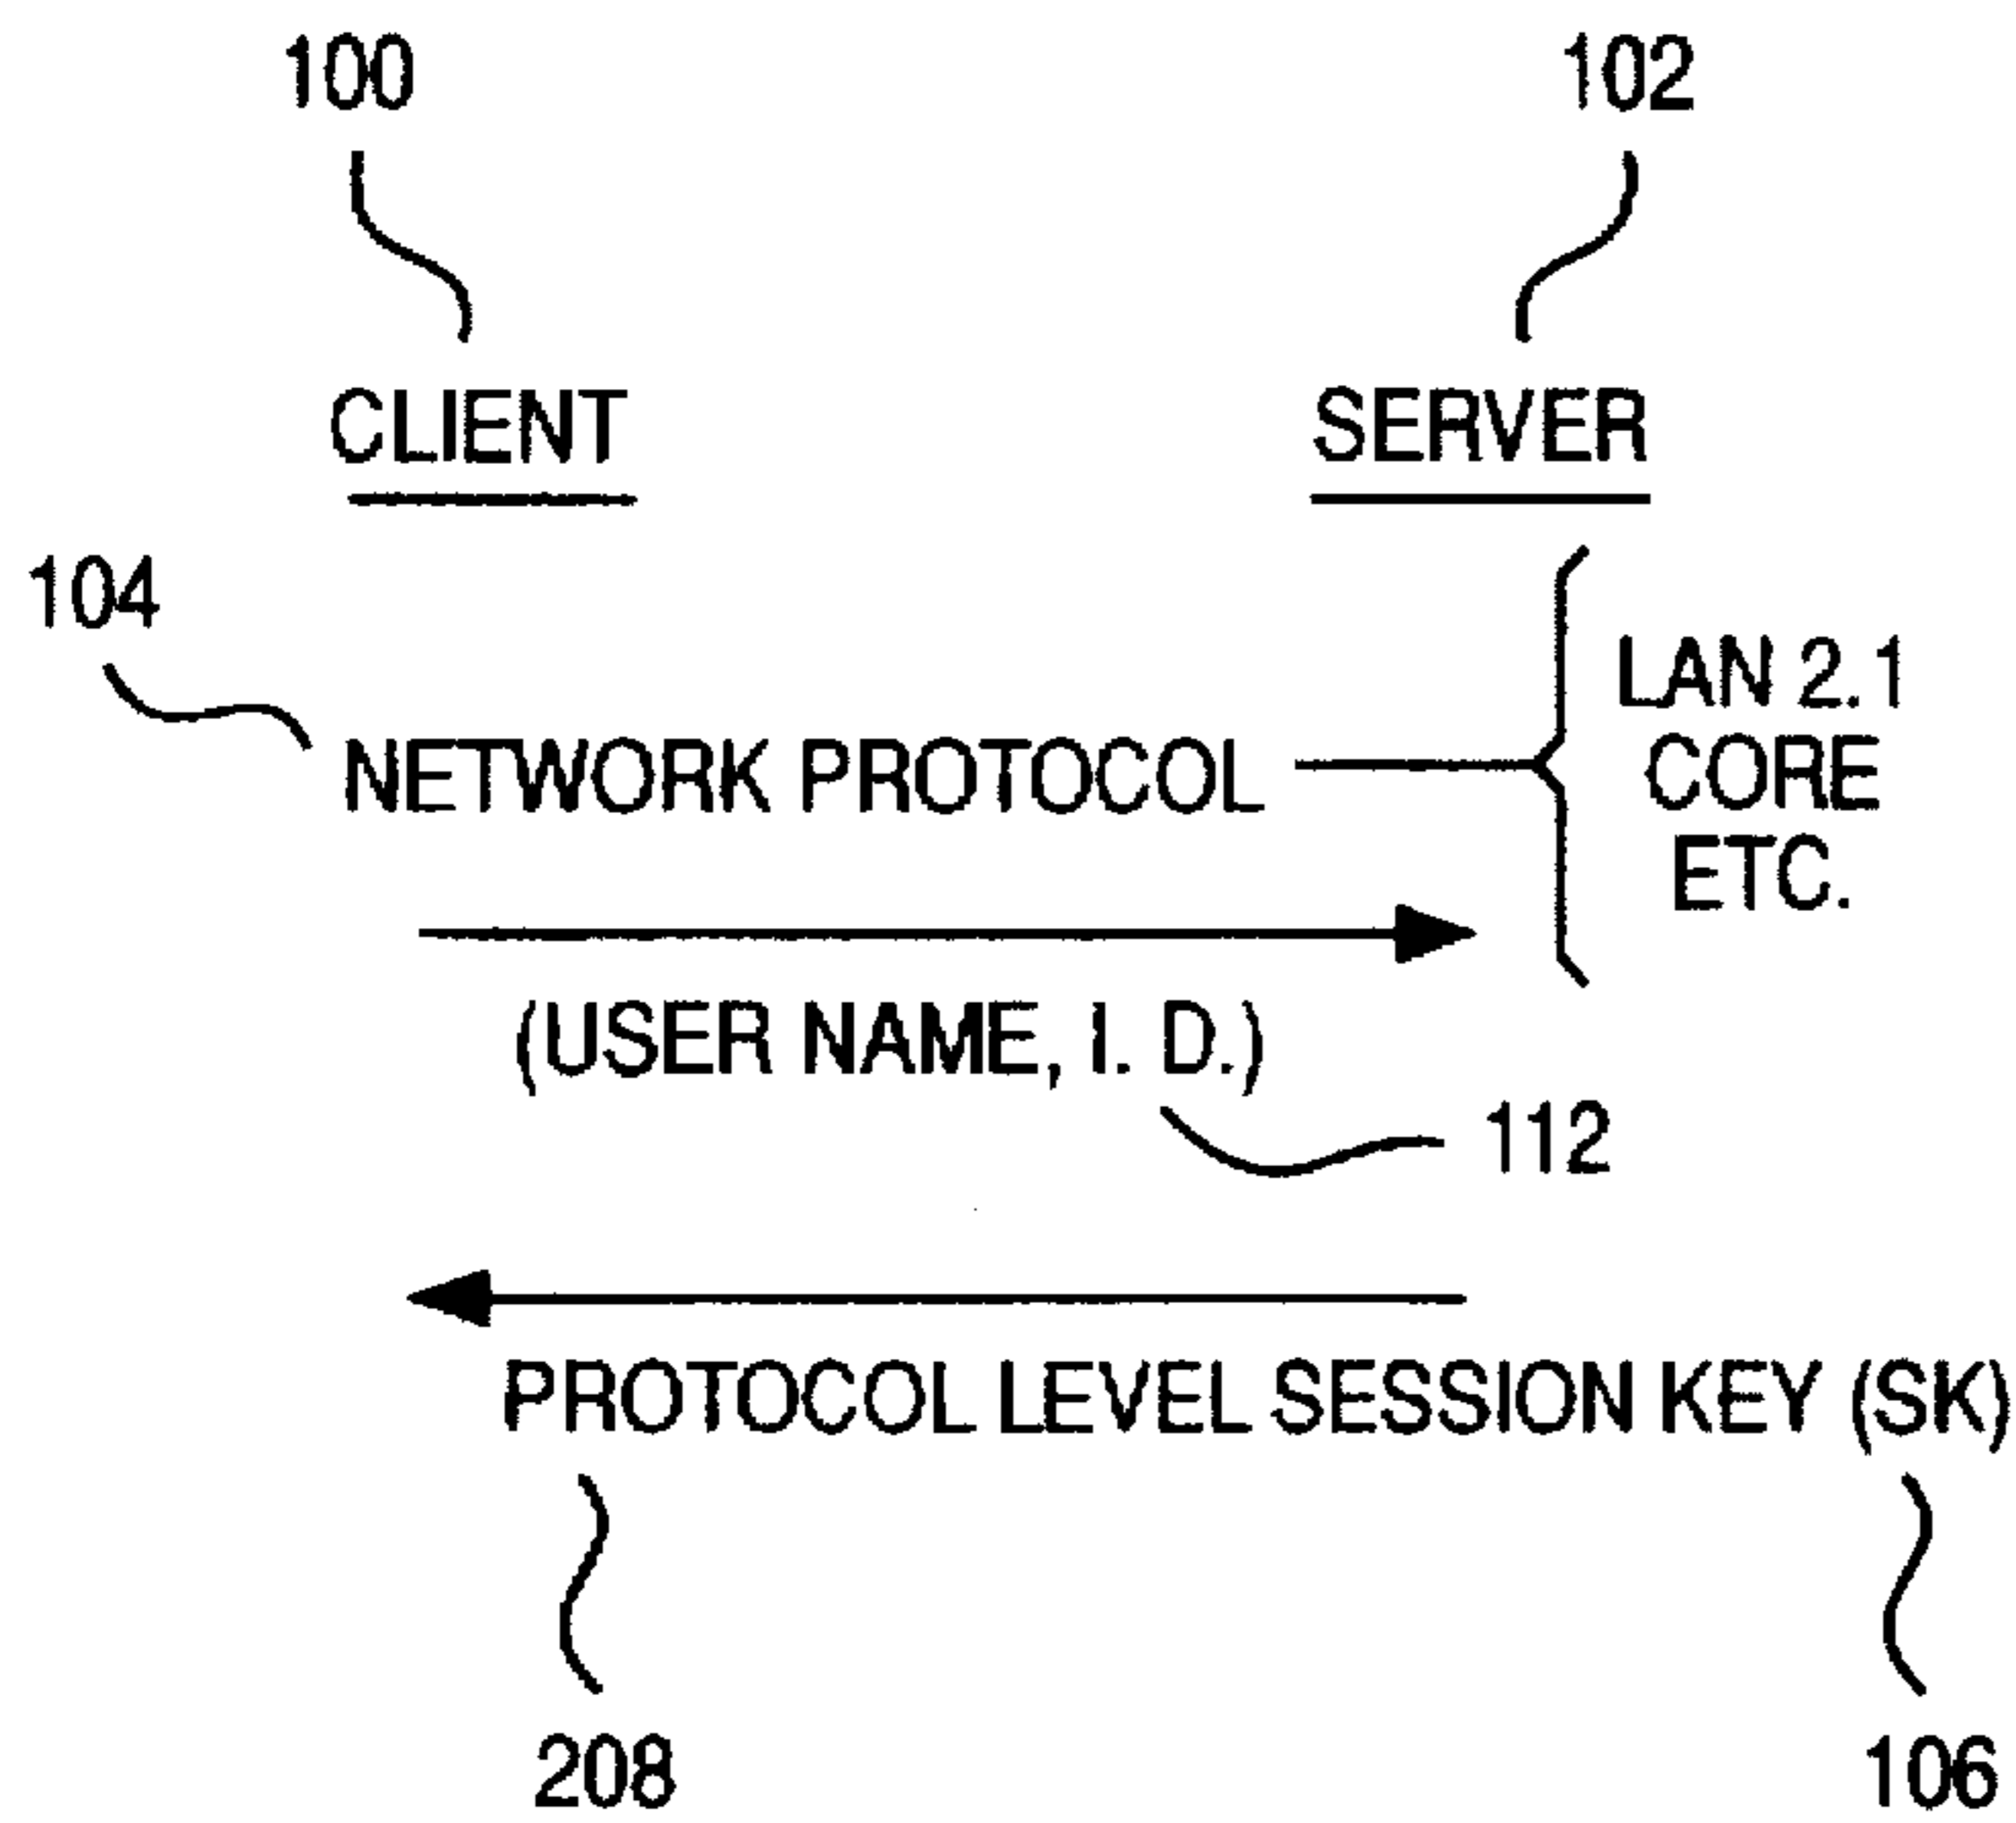 100
102
CLIENT
SERVER
104
LAN 2.1
NETWORK PROTOCOL
CORE
ETC.
(USER NAME, I. D.)
112
PROTOCOL LEVEL SESSION KEY (SK)
208
106